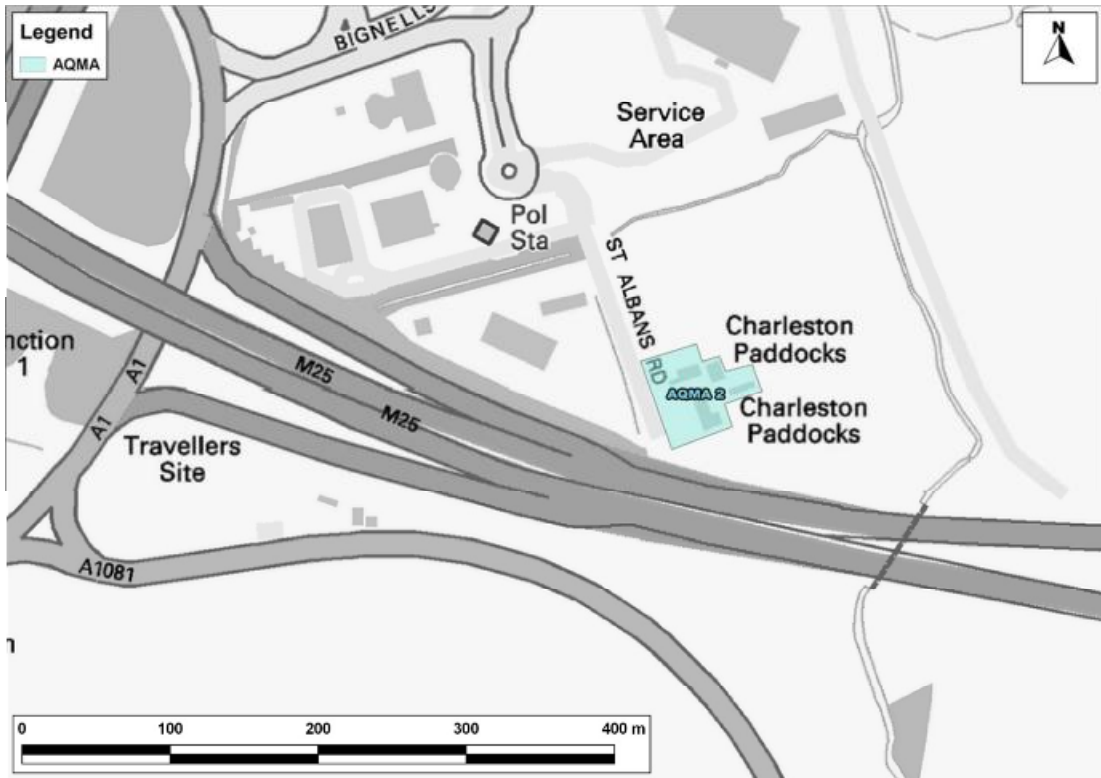 Legend
AQMA
BIGNELLS
N
Service
Area
Pol
Sta
ST ALBANS RD
Charleston
Paddocks
AQMA 2
Charleston
Paddocks
nction
1
A1
M25
M25
A1
Travellers
Site
A1081
n
0 100 200 300 400 m